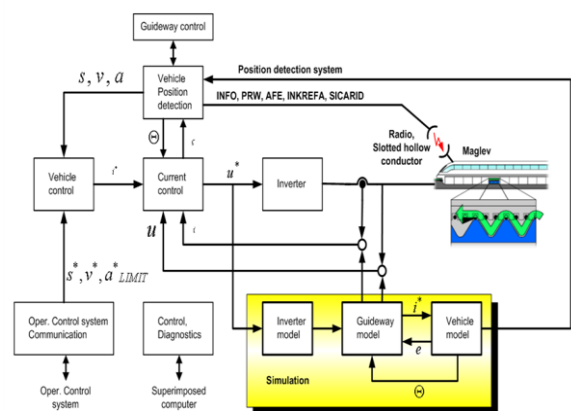 Guideway control
Vehicle
Position
detection
s, v, a
Position detection system
INFO, PRW, AFE, INKREFA, SICARID
Radio,
Slotted hollow
conductor
Maglev
Θ
Vehicle
control
i*
Current
control
u*
Inverter
u
s*, v*, a*LIMIT
Oper. Control system
Communication
Control,
Diagnostics
Inverter
model
Guideway
model
i*
e
Vehicle
model
Θ
Simulation
Oper. Control
system
Superimposed
computer